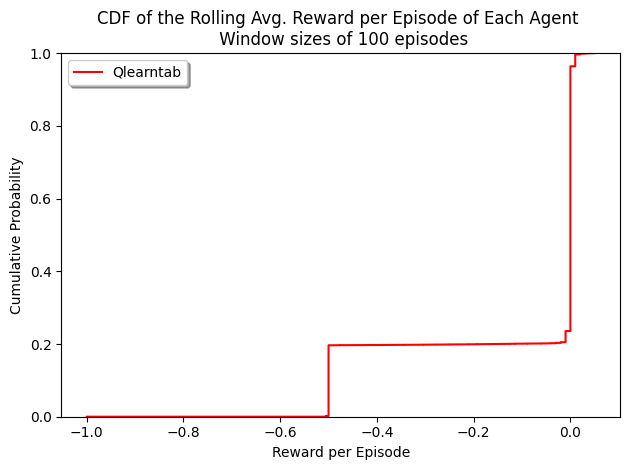 CDF of the Rolling Avg. Reward per Episode of Each Agent
Window sizes of 100 episodes
Qlearntab
1.0
0.8
0.6
0.4
0.2
0.0
Cumulative Probability
−1.0 −0.8 −0.6 −0.4 −0.2 0.0
Reward per Episode